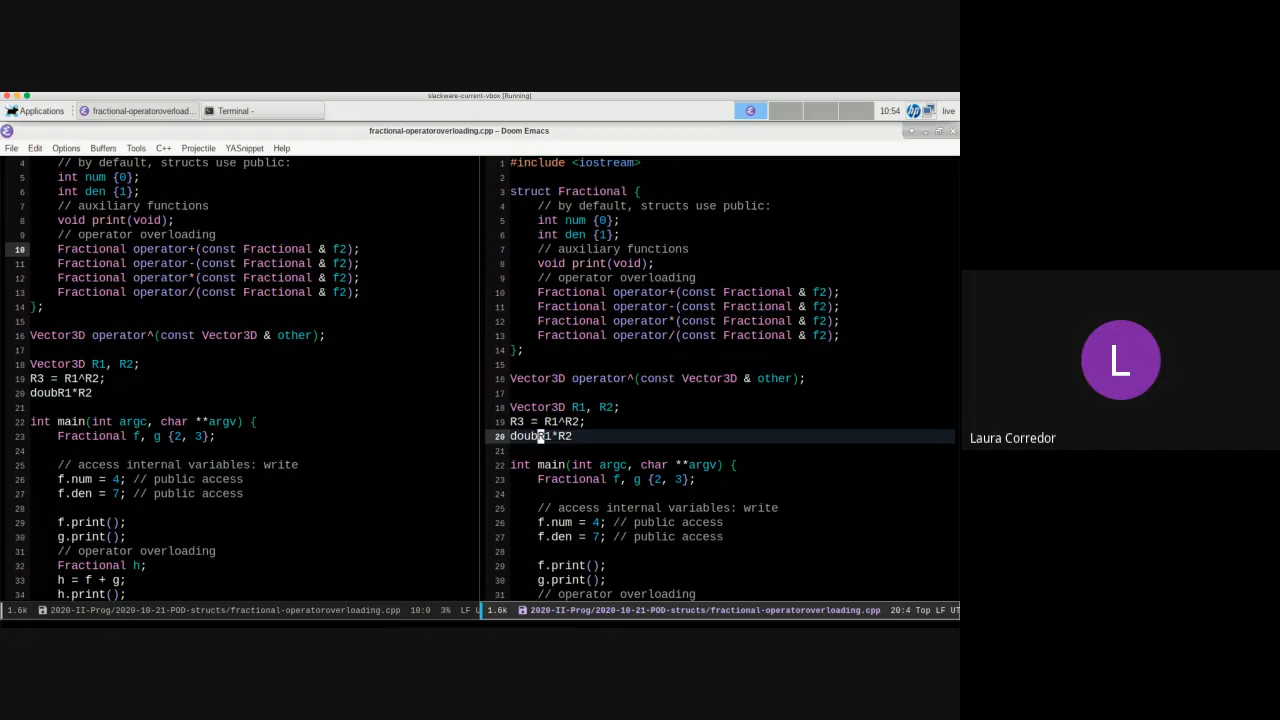 slackware-current-vbox [Running]
Applications
fractional-operatoroverload...
Terminal -
10:54
hp
live
fractional-operatoroverloading.cpp – Doom Emacs
File Edit Options Buffers Tools C++ Projectile YASnippet Help
4 // by default, structs use public:
5 int num {0};
6 int den {1};
7 // auxiliary functions
8 void print(void);
9 // operator overloading
10 Fractional operator+(const Fractional & f2);
11 Fractional operator-(const Fractional & f2);
12 Fractional operator*(const Fractional & f2);
13 Fractional operator/(const Fractional & f2);
14 };
15
16 Vector3D operator^(const Vector3D & other);
17
18 Vector3D R1, R2;
19 R3 = R1^R2;
20 doubR1*R2
21
22 int main(int argc, char **argv) {
23 Fractional f, g {2, 3};
24
25 // access internal variables: write
26 f.num = 4; // public access
27 f.den = 7; // public access
28
29 f.print();
30 g.print();
31 // operator overloading
32 Fractional h;
33 h = f + g;
34 h.print();
1.6k 2020-II-Prog/2020-10-21-POD-structs/fractional-operatoroverloading.cpp 10:0 3% LF U
1 #include <iostream>
2
3 struct Fractional {
4 // by default, structs use public:
5 int num {0};
6 int den {1};
7 // auxiliary functions
8 void print(void);
9 // operator overloading
10 Fractional operator+(const Fractional & f2);
11 Fractional operator-(const Fractional & f2);
12 Fractional operator*(const Fractional & f2);
13 Fractional operator/(const Fractional & f2);
14 };
15
16 Vector3D operator^(const Vector3D & other);
17
18 Vector3D R1, R2;
19 R3 = R1^R2;
20 doubR1*R2
21
22 int main(int argc, char **argv) {
23 Fractional f, g {2, 3};
24
25 // access internal variables: write
26 f.num = 4; // public access
27 f.den = 7; // public access
28
29 f.print();
30 g.print();
31 // operator overloading
1.6k 2020-II-Prog/2020-10-21-POD-structs/fractional-operatoroverloading.cpp 20:4 Top LF UT
L
Laura Corredor